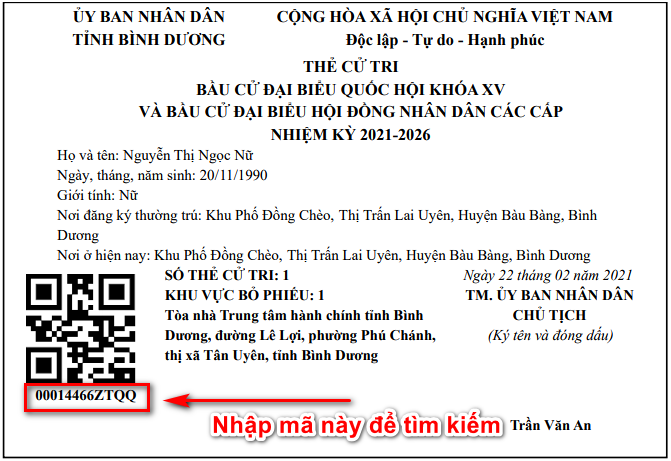 ỦY BAN NHÂN DÂN
TỈNH BÌNH DƯƠNG
CỘNG HÒA XÃ HỘI CHỦ NGHĨA VIỆT NAM
Độc lập - Tự do - Hạnh phúc
THẺ CỬ TRI
BẦU CỬ ĐẠI BIỂU QUỐC HỘI KHÓA XV
VÀ BẦU CỬ ĐẠI BIỂU HỘI ĐỒNG NHÂN DÂN CÁC CẤP
NHIỆM KỲ 2021-2026
Họ và tên: Nguyễn Thị Ngọc Nữ
Ngày, tháng, năm sinh: 20/11/1990
Giới tính: Nữ
Nơi đăng ký thường trú: Khu Phố Đồng Chèo, Thị Trấn Lai Uyên, Huyện Bàu Bàng, Bình
Dương
Nơi ở hiện nay: Khu Phố Đồng Chèo, Thị Trấn Lai Uyên, Huyện Bàu Bàng, Bình Dương
SỐ THẺ CỬ TRI: 1
KHU VỰC BỎ PHIẾU: 1
Tòa nhà Trung tâm hành chính tỉnh Bình
Dương, đường Lê Lợi, phường Phú Chánh,
thị xã Tân Uyên, tỉnh Bình Dương
Ngày 22 tháng 02 năm 2021
TM. ỦY BAN NHÂN DÂN
CHỦ TỊCH
(Ký tên và đóng dấu)
00014466ZTQQ
Nhập mã này để tìm kiếm
Trần Văn An